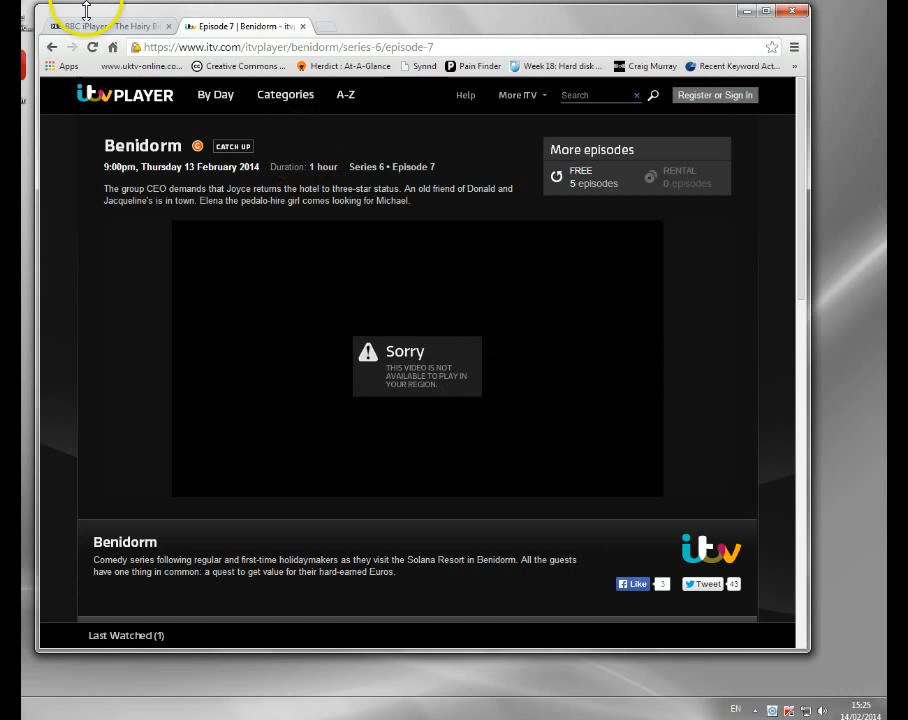 BBC iPlayer - The Hairy Bi
Episode 7 | Benidorm - itv
https://www.itv.com/itvplayer/benidorm/series-6/episode-7
Apps www.uktv-online.co... Creative Commons ... Herdict : At-A-Glance Synnd Pain Finder Week 18: Hard disk ... Craig Murray Recent Keyword Act... »
itv PLAYER By Day Categories A-Z Help More ITV Search Register or Sign In
Benidorm G CATCH UP
9:00pm, Thursday 13 February 2014 Duration: 1 hour Series 6 • Episode 7
The group CEO demands that Joyce returns the hotel to three-star status. An old friend of Donald and
Jacqueline's is in town. Elena the pedalo-hire girl comes looking for Michael.
More episodes
FREE
5 episodes
RENTAL
0 episodes
Sorry
THIS VIDEO IS NOT
AVAILABLE TO PLAY IN
YOUR REGION.
Benidorm
Comedy series following regular and first-time holidaymakers as they visit the Solana Resort in Benidorm. All the guests
have one thing in common: a quest to get value for their hard-earned Euros.
itv
Like 3 Tweet 43
Last Watched (1)
EN
15:25
14/02/2014